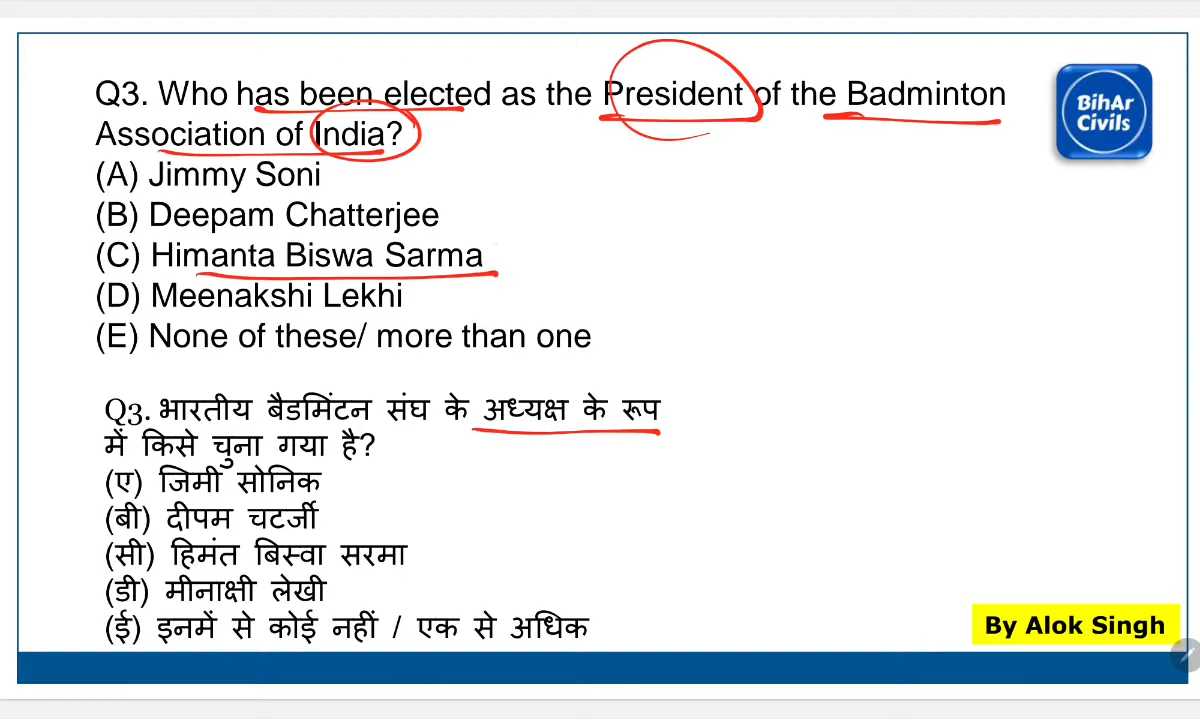 Q3. Who has been elected as the President of the Badminton
Association of India?
(A) Jimmy Soni
(B) Deepam Chatterjee
(C) Himanta Biswa Sarma
(D) Meenakshi Lekhi
(E) None of these/ more than one
BihAr
Civils
Q3. भारतीय बैडमिंटन संघ के अध्यक्ष के रूप
में किसे चुना गया है?
(ए) जिमी सोनिक
(बी) दीपम चटर्जी
(सी) हिमंत बिस्वा सरमा
(डी) मीनाक्षी लेखी
(ई) इनमें से कोई नहीं / एक से अधिक
By Alok Singh